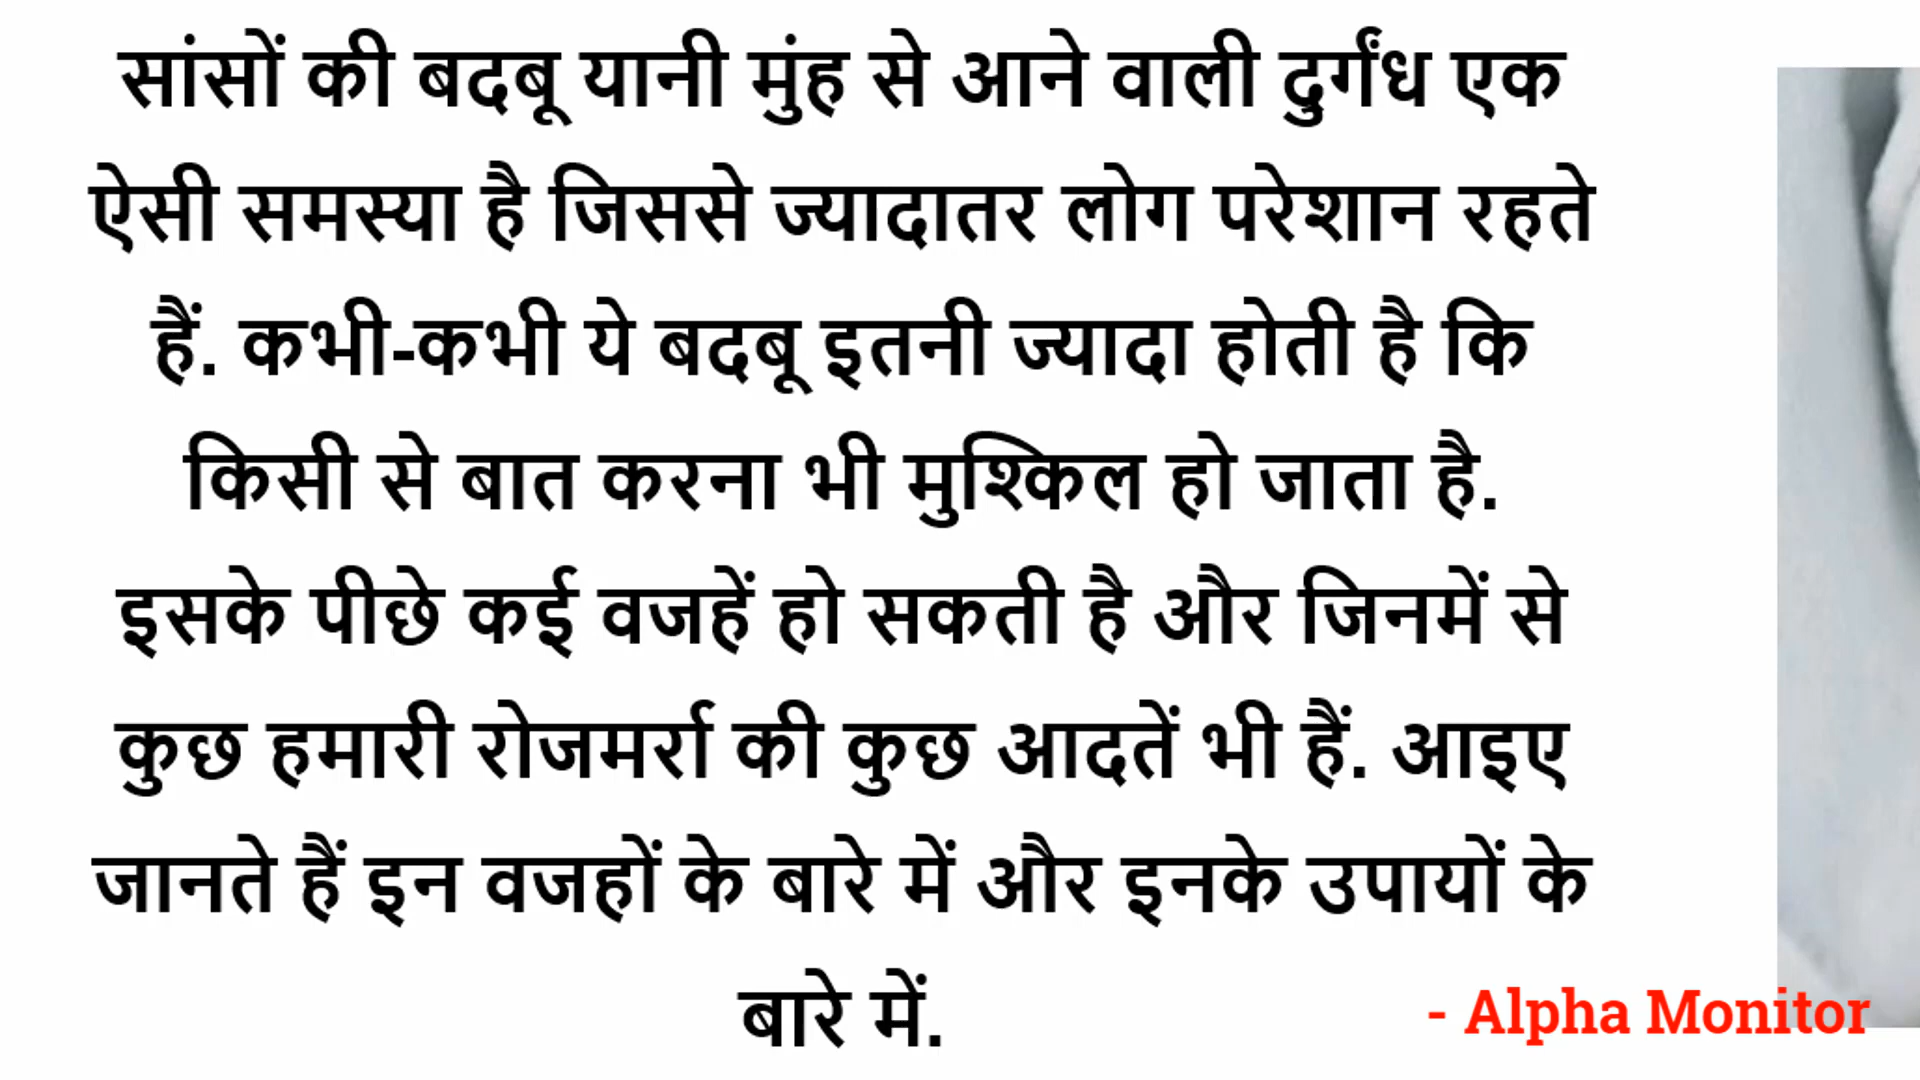 सांसों की बदबू यानी मुंह से आने वाली दुर्गंध एक
ऐसी समस्या है जिससे ज्यादातर लोग परेशान रहते
हैं. कभी-कभी ये बदबू इतनी ज्यादा होती है कि
किसी से बात करना भी मुश्किल हो जाता है.
इसके पीछे कई वजहें हो सकती है और जिनमें से
कुछ हमारी रोजमर्रा की कुछ आदतें भी हैं. आइए
जानते हैं इन वजहों के बारे में और इनके उपायों के
बारे में.
- Alpha Monitor